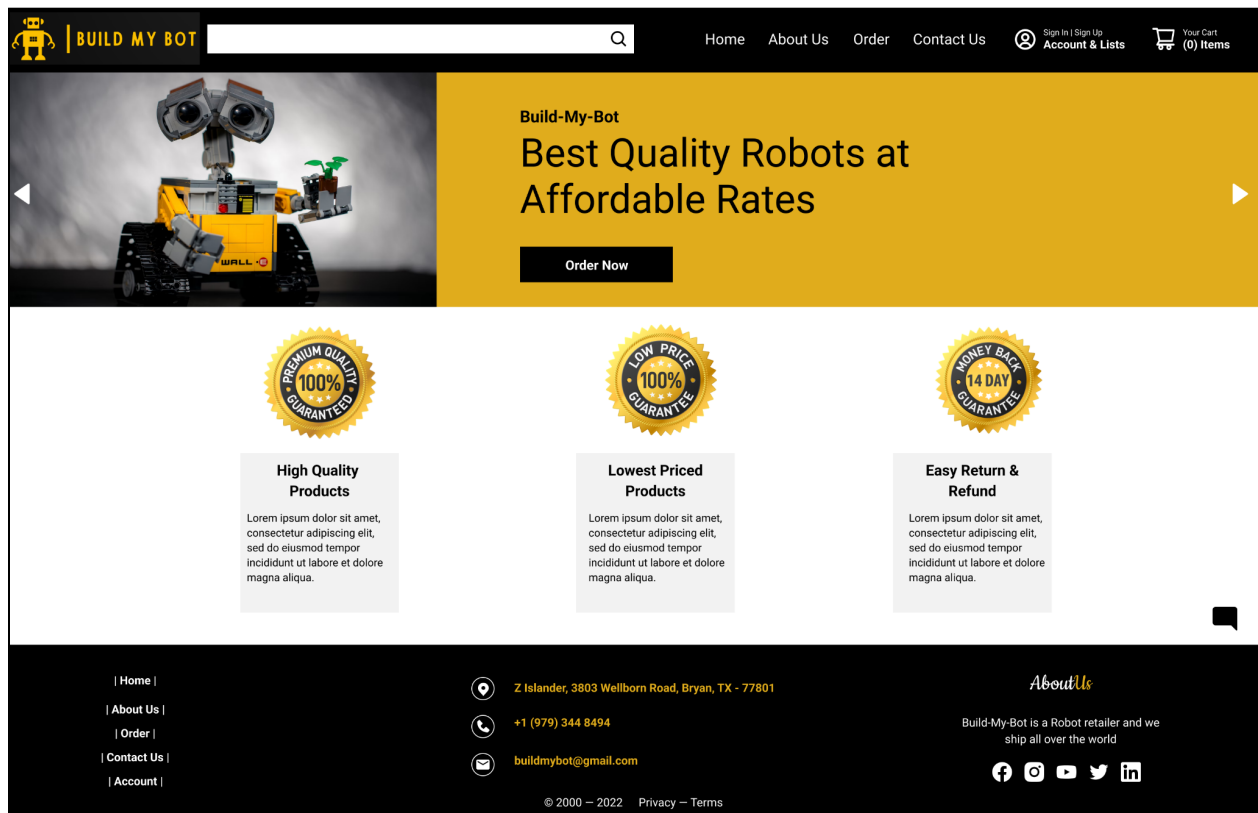 | BUILD MY BOT
Home About Us Order Contact Us
Sign In | Sign Up
Account & Lists
Your Cart
(0) Items
WALL·E
Build-My-Bot
Best Quality Robots at
Affordable Rates
Order Now
PREMIUM QUALITY
100%
GUARANTEED
LOW PRICE
100%
GUARANTEE
MONEY BACK
14 DAY
GUARANTEE
High Quality
Products
Lorem ipsum dolor sit amet,
consectetur adipiscing elit,
sed do eiusmod tempor
incididunt ut labore et dolore
magna aliqua.
Lowest Priced
Products
Lorem ipsum dolor sit amet,
consectetur adipiscing elit,
sed do eiusmod tempor
incididunt ut labore et dolore
magna aliqua.
Easy Return &
Refund
Lorem ipsum dolor sit amet,
consectetur adipiscing elit,
sed do eiusmod tempor
incididunt ut labore et dolore
magna aliqua.
| Home |
| About Us |
| Order |
| Contact Us |
| Account |
Z Islander, 3803 Wellborn Road, Bryan, TX - 77801
+1 (979) 344 8494
buildmybot@gmail.com
© 2000 — 2022 Privacy — Terms
AboutUs
Build-My-Bot is a Robot retailer and we
ship all over the world